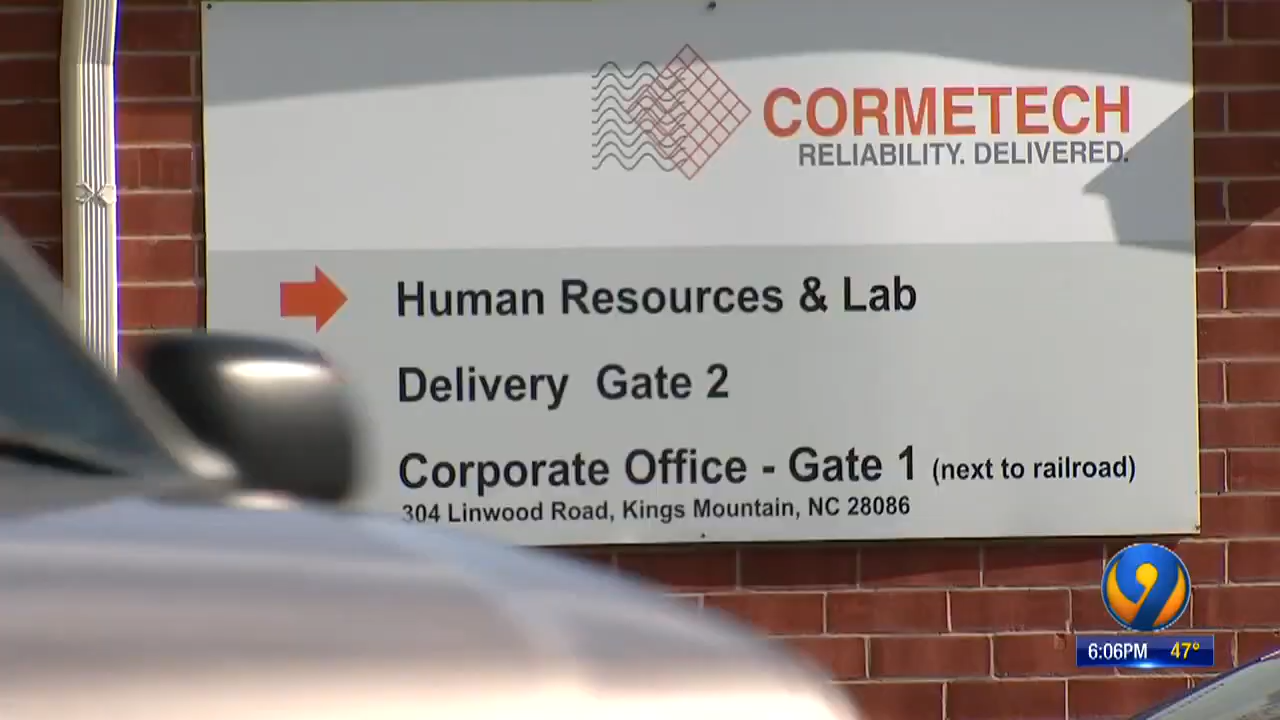 CORMETECH
RELIABILITY. DELIVERED.
Human Resources & Lab
Delivery Gate 2
Corporate Office - Gate 1 (next to railroad)
304 Linwood Road, Kings Mountain, NC 28086
9
6:06PM 47°